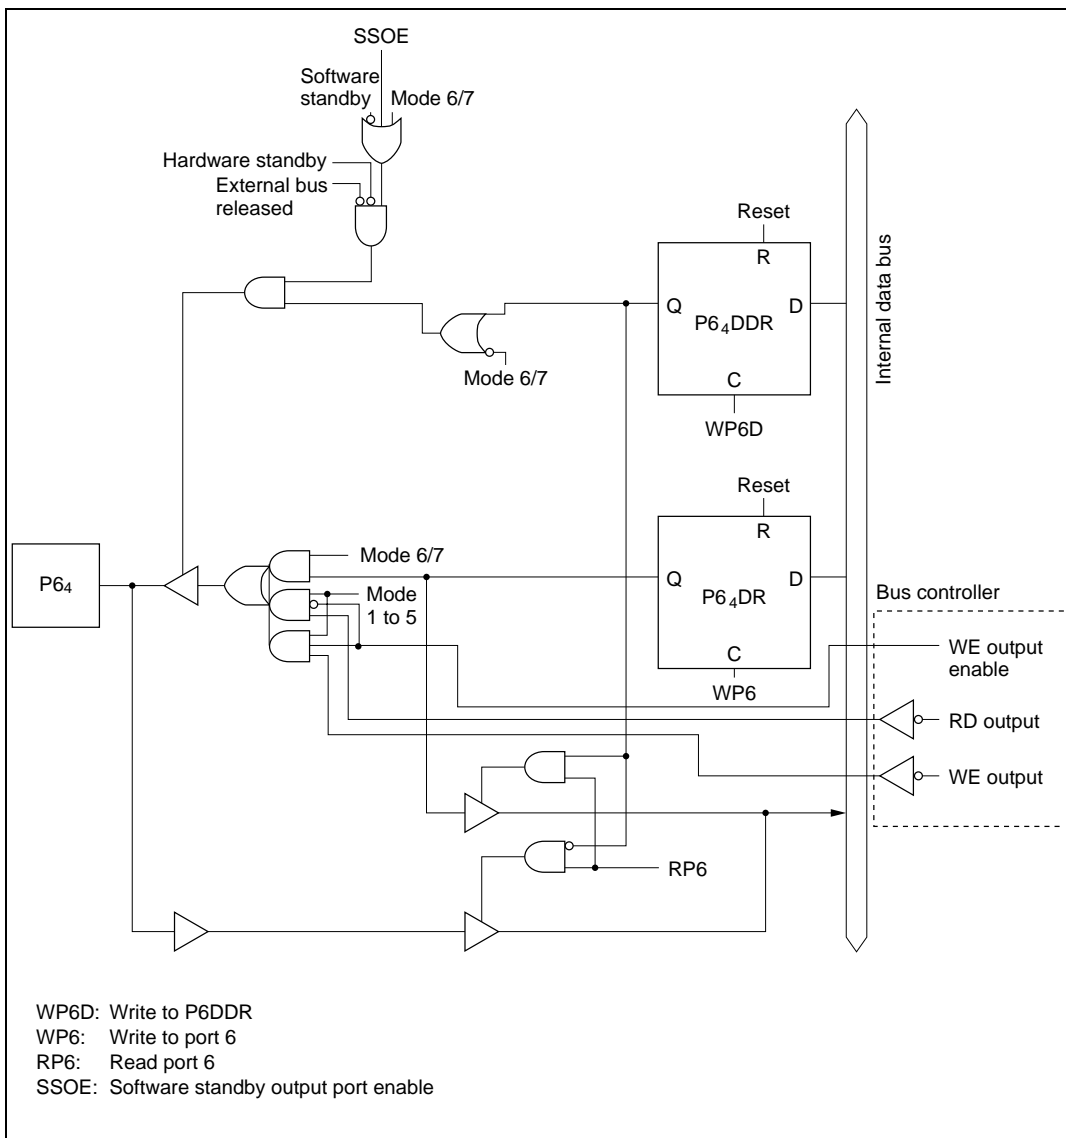 SSOE
Software
standby
Mode 6/7
Hardware standby
External bus
released
Reset
R
Q
P6₄DDR
D
C
WP6D
Mode 6/7
Internal data bus
Reset
R
Q
P6₄DR
D
C
WP6
P6₄
Mode 6/7
Mode
1 to 5
Bus controller
WE output
enable
RD output
WE output
RP6
WP6D: Write to P6DDR
WP6: Write to port 6
RP6: Read port 6
SSOE: Software standby output port enable